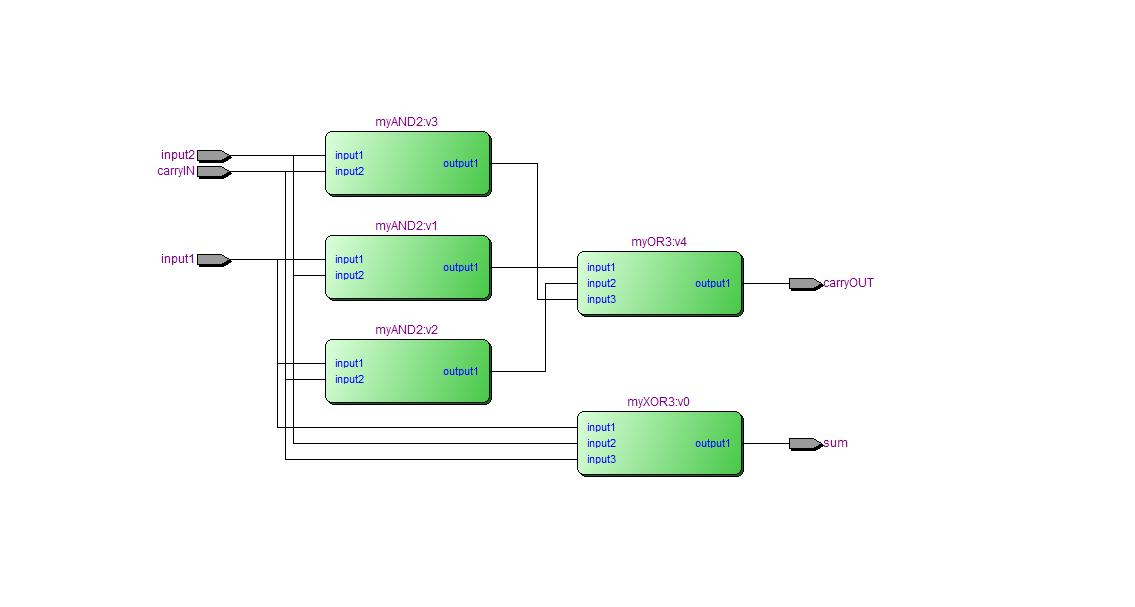 myAND2:v3
input2
input1
output1
carryIN
input2
myAND2:v1
input1
input1
output1
input2
myOR3:v4
input1
input2
output1
carryOUT
input3
myAND2:v2
input1
output1
input2
myXOR3:v0
input1
input2
output1
sum
input3